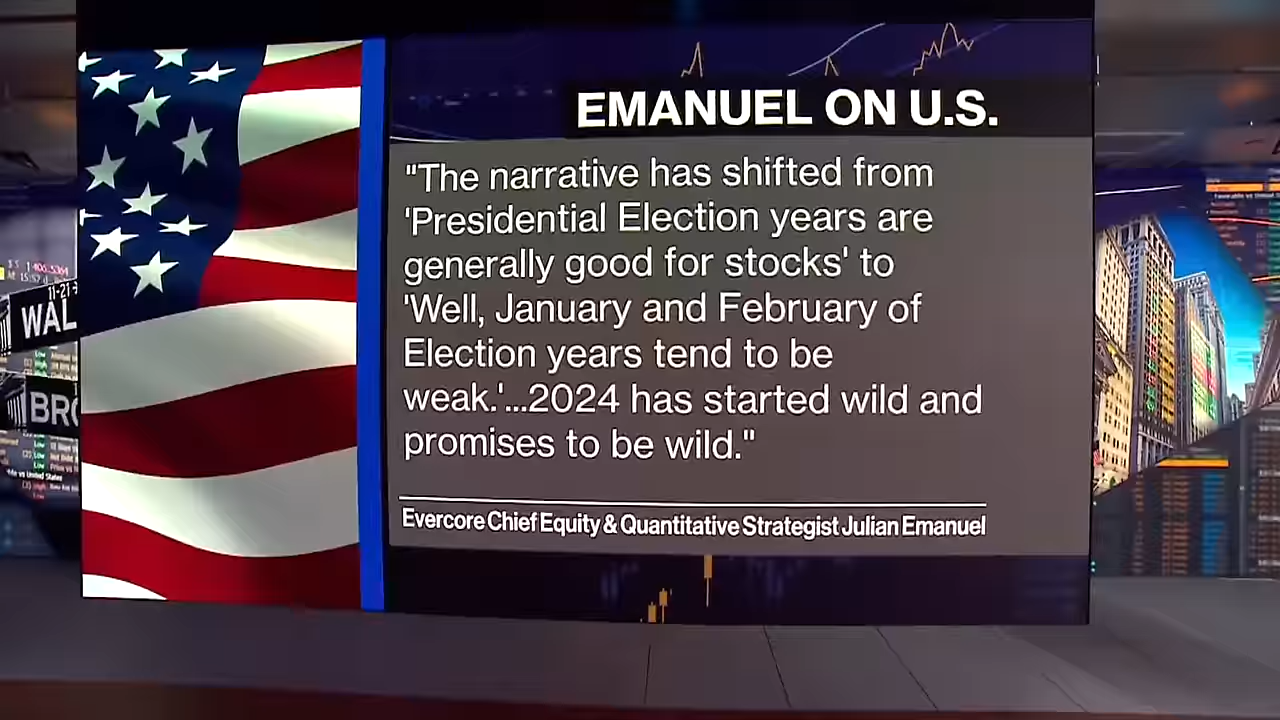 EMANUEL ON U.S.
"The narrative has shifted from
'Presidential Election years are
generally good for stocks' to
'Well, January and February of
Election years tend to be
weak.'...2024 has started wild and
promises to be wild."
Evercore Chief Equity & Quantitative Strategist Julian Emanuel
11-21
WAL
BRO